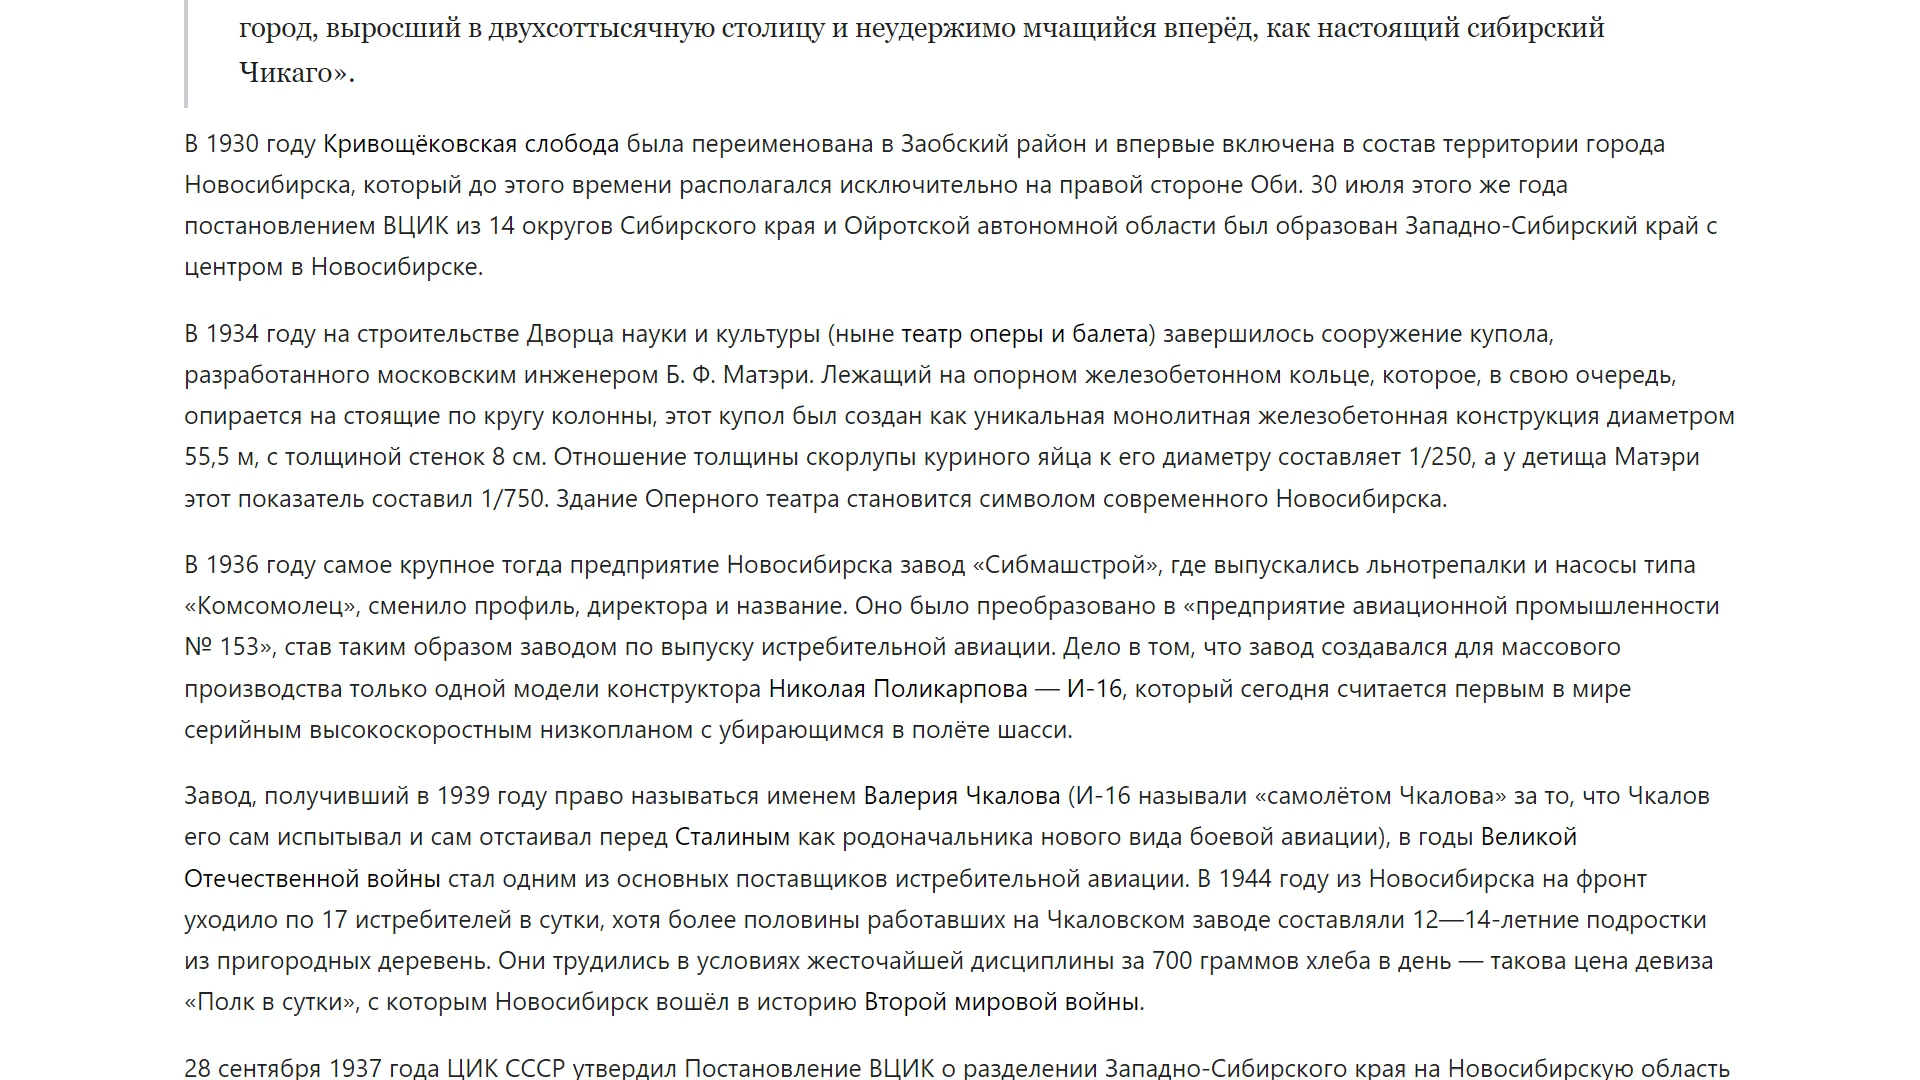 город, выросший в двухсоттысячную столицу и неудержимо мчащийся вперёд, как настоящий сибирский
Чикаго».
В 1930 году Кривощёковская слобода была переименована в Заобский район и впервые включена в состав территории города
Новосибирска, который до этого времени располагался исключительно на правой стороне Оби. 30 июля этого же года
постановлением ВЦИК из 14 округов Сибирского края и Ойротской автономной области был образован Западно-Сибирский край с
центром в Новосибирске.
В 1934 году на строительстве Дворца науки и культуры (ныне театр оперы и балета) завершилось сооружение купола,
разработанного московским инженером Б. Ф. Матэри. Лежащий на опорном железобетонном кольце, которое, в свою очередь,
опирается на стоящие по кругу колонны, этот купол был создан как уникальная монолитная железобетонная конструкция диаметром
55,5 м, с толщиной стенок 8 см. Отношение толщины скорлупы куриного яйца к его диаметру составляет 1/250, а у детища Матэри
этот показатель составил 1/750. Здание Оперного театра становится символом современного Новосибирска.
В 1936 году самое крупное тогда предприятие Новосибирска завод «Сибмашстрой», где выпускались льнотрепалки и насосы типа
«Комсомолец», сменило профиль, директора и название. Оно было преобразовано в «предприятие авиационной промышленности
№ 153», став таким образом заводом по выпуску истребительной авиации. Дело в том, что завод создавался для массового
производства только одной модели конструктора Николая Поликарпова — И-16, который сегодня считается первым в мире
серийным высокоскоростным низкопланом с убирающимся в полёте шасси.
Завод, получивший в 1939 году право называться именем Валерия Чкалова (И-16 называли «самолётом Чкалова» за то, что Чкалов
его сам испытывал и сам отстаивал перед Сталиным как родоначальника нового вида боевой авиации), в годы Великой
Отечественной войны стал одним из основных поставщиков истребительной авиации. В 1944 году из Новосибирска на фронт
уходило по 17 истребителей в сутки, хотя более половины работавших на Чкаловском заводе составляли 12—14-летние подростки
из пригородных деревень. Они трудились в условиях жесточайшей дисциплины за 700 граммов хлеба в день — такова цена девиза
«Полк в сутки», с которым Новосибирск вошёл в историю Второй мировой войны.
28 сентября 1937 года ЦИК СССР утвердил Постановление ВЦИК о разделении Западно-Сибирского края на Новосибирскую область